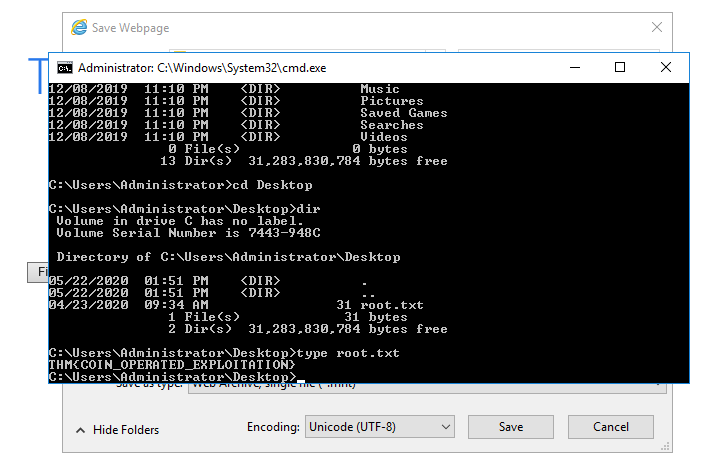 Save Webpage
T
Administrator: C:\Windows\System32\cmd.exe
12/08/2019  11:10 PM    <DIR>          Music
12/08/2019  11:10 PM    <DIR>          Pictures
12/08/2019  11:10 PM    <DIR>          Saved Games
12/08/2019  11:10 PM    <DIR>          Searches
12/08/2019  11:10 PM    <DIR>          Videos
               0 File(s)              0 bytes
              13 Dir(s)  31,283,830,784 bytes free
C:\Users\Administrator>cd Desktop
C:\Users\Administrator\Desktop>dir
 Volume in drive C has no label.
 Volume Serial Number is 7443-948C
 Directory of C:\Users\Administrator\Desktop
05/22/2020  01:51 PM    <DIR>          .
05/22/2020  01:51 PM    <DIR>          ..
04/23/2020  09:34 AM                31 root.txt
               1 File(s)             31 bytes
               2 Dir(s)  31,283,830,784 bytes free
C:\Users\Administrator\Desktop>type root.txt
THM{COIN_OPERATED_EXPLOITATION}
C:\Users\Administrator\Desktop>
Fi
Save as type: Web Archive, single file (*.mht)
Hide Folders
Encoding: Unicode (UTF-8)
Save
Cancel